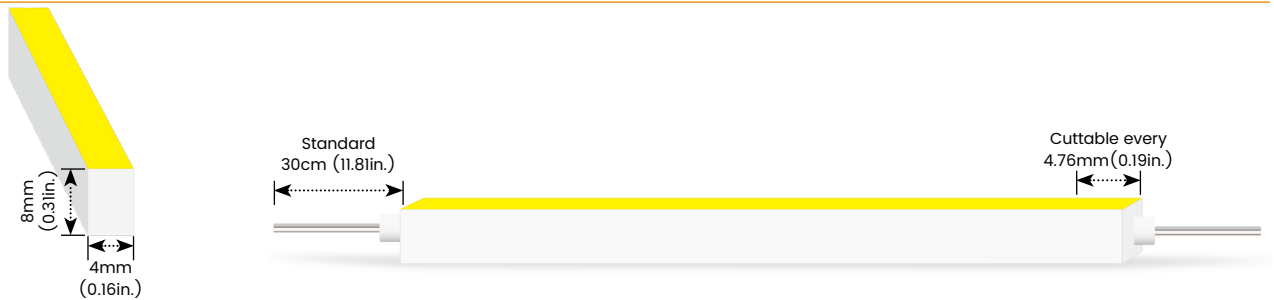 8mm
(0.31in.)
4mm
(0.16in.)
Standard
30cm (11.81in.)
Cuttable every
4.76mm(0.19in.)